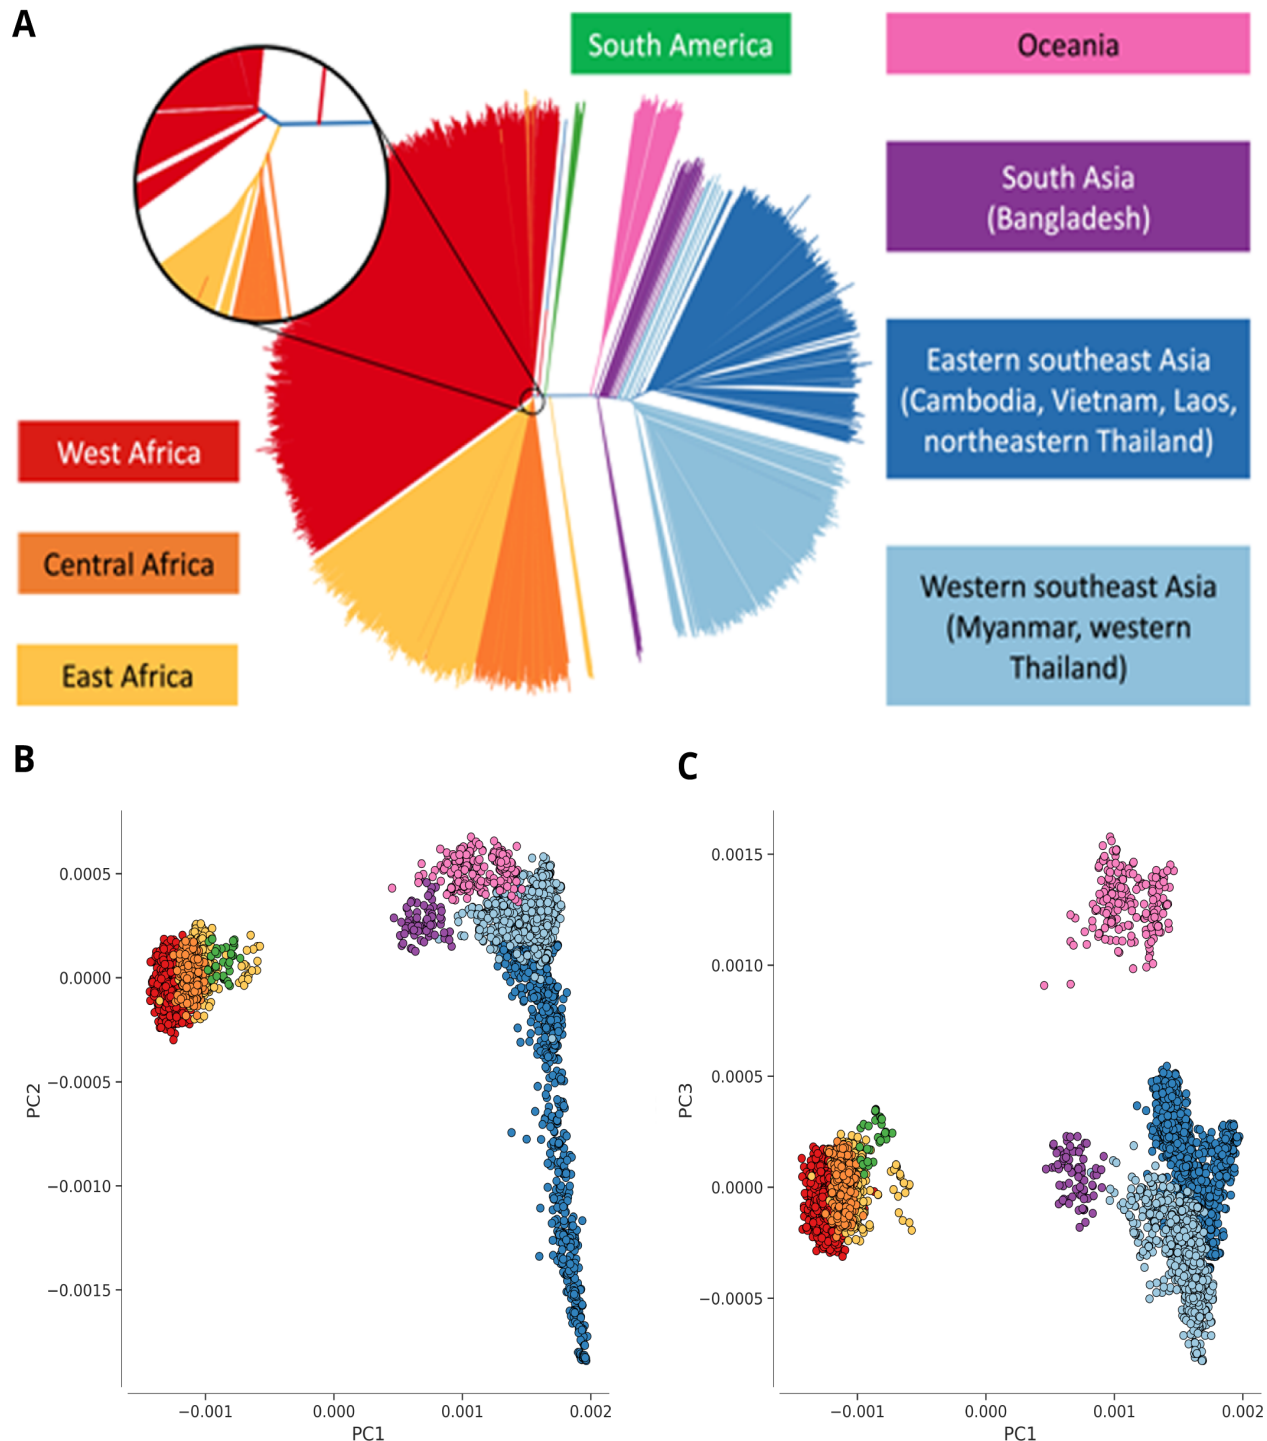 A
South America
Oceania
South Asia
(Bangladesh)
Eastern southeast Asia
(Cambodia, Vietnam, Laos,
northeastern Thailand)
West Africa
Central Africa
East Africa
Western southeast Asia
(Myanmar, western
Thailand)
B
PC2
0.0005
0.0000
−0.0005
−0.0010
−0.0015
−0.001
0.000
0.001
0.002
PC1
C
PC3
0.0015
0.0010
0.0005
0.0000
−0.0005
−0.001
0.000
0.001
0.002
PC1